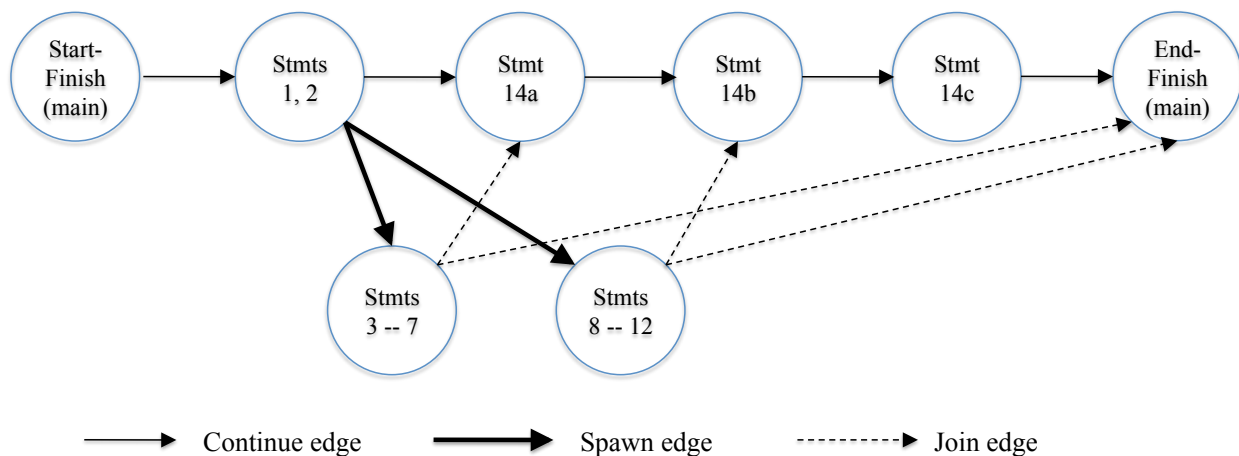 Start-
Finish
(main)
Stmts
1, 2
Stmt
14a
Stmt
14b
Stmt
14c
End-
Finish
(main)
Stmts
3 -- 7
Stmts
8 -- 12
Continue edge
Spawn edge
Join edge